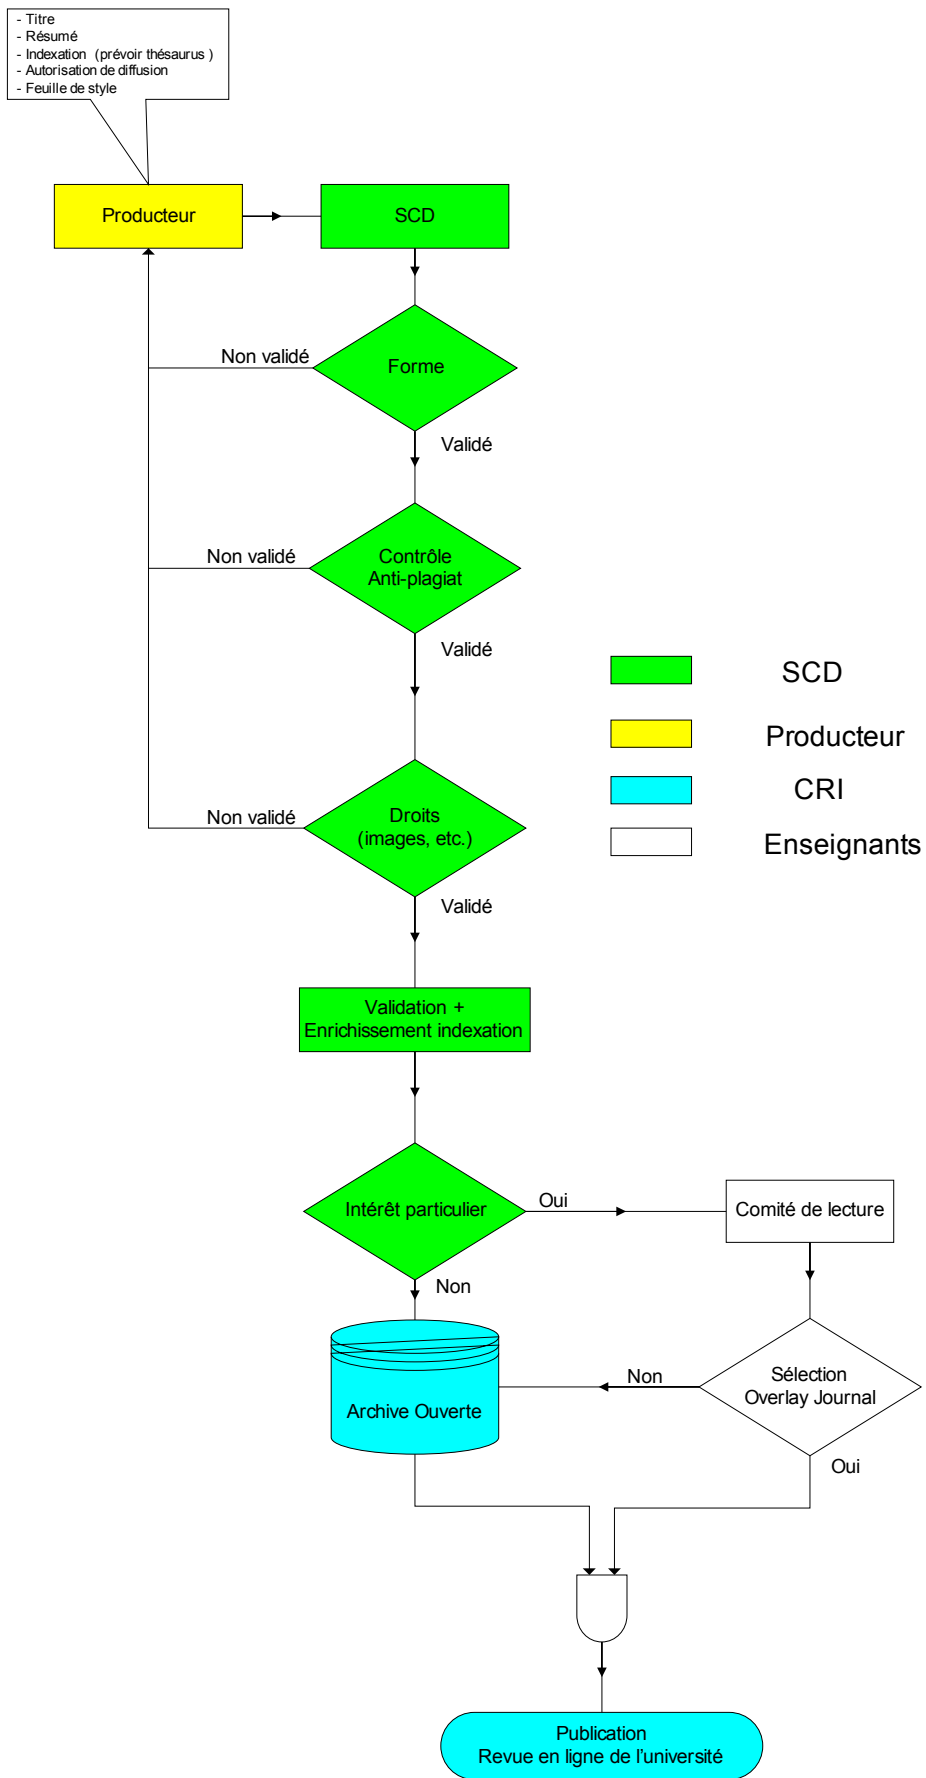 - Titre
- Résumé
- Indexation (prévoir thésaurus )
- Autorisation de diffusion
- Feuille de style
Producteur
SCD
Forme
Non validé
Validé
Contrôle
Anti-plagiat
Non validé
Validé
SCD
Producteur
CRI
Enseignants
Droits
(images, etc.)
Non validé
Validé
Validation +
Enrichissement indexation
Intérêt particulier
Oui
Comité de lecture
Non
Archive Ouverte
Non
Sélection
Overlay Journal
Oui
Publication
Revue en ligne de l'université